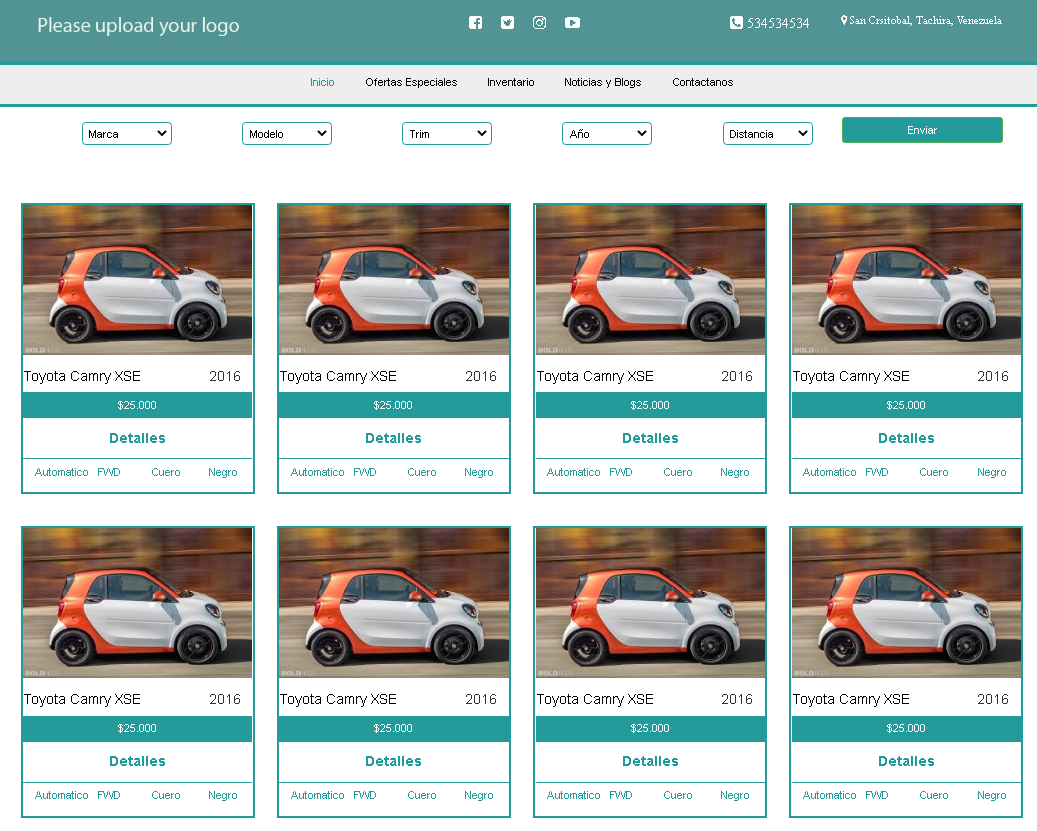 Please upload your logo
534534534
San Crsitobal, Tachira, Venezuela
Inicio Ofertas Especiales Inventario Noticias y Blogs Contactanos
Marca Modelo Trim Año Distancia Enviar
Toyota Camry XSE 2016 Toyota Camry XSE 2016 Toyota Camry XSE 2016 Toyota Camry XSE 2016
$25.000 $25.000 $25.000 $25.000
Detalles Detalles Detalles Detalles
Automatico FWD Cuero Negro Automatico FWD Cuero Negro Automatico FWD Cuero Negro Automatico FWD Cuero Negro
Toyota Camry XSE 2016 Toyota Camry XSE 2016 Toyota Camry XSE 2016 Toyota Camry XSE 2016
$25.000 $25.000 $25.000 $25.000
Detalles Detalles Detalles Detalles
Automatico FWD Cuero Negro Automatico FWD Cuero Negro Automatico FWD Cuero Negro Automatico FWD Cuero Negro